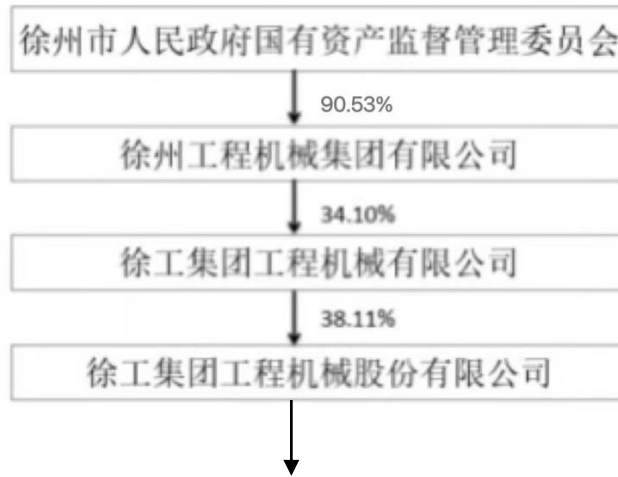 徐州市人民政府国有资产监督管理委员会
90.53%
徐州工程机械集团有限公司
34.10%
徐工集团工程机械有限公司
38.11%
徐工集团工程机械股份有限公司